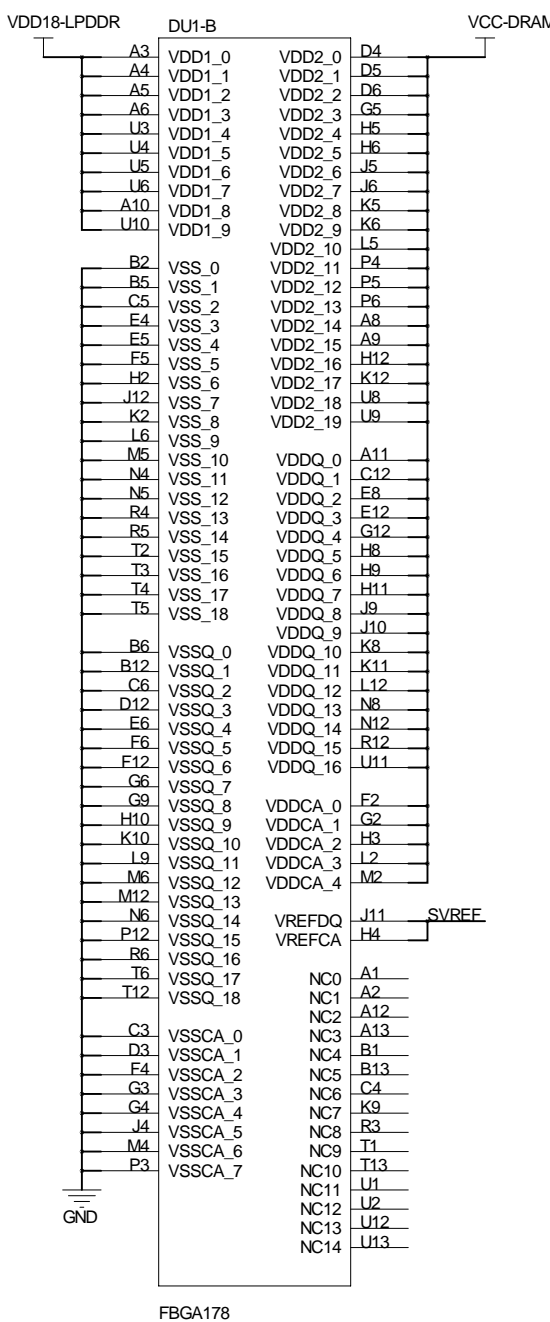 VDD18-LPDDR
DU1-B
VCC-DRAM
A3 VDD1_0 VDD2_0 D4
A4 VDD1_1 VDD2_1 D5
A5 VDD1_2 VDD2_2 D6
A6 VDD1_3 VDD2_3 G5
U3 VDD1_4 VDD2_4 H5
U4 VDD1_5 VDD2_5 H6
U5 VDD1_6 VDD2_6 J5
U6 VDD1_7 VDD2_7 J6
A10 VDD1_8 VDD2_8 K5
U10 VDD1_9 VDD2_9 K6
VDD2_10 L5
B2 VSS_0 VDD2_11 P4
B5 VSS_1 VDD2_12 P5
C5 VSS_2 VDD2_13 P6
E4 VSS_3 VDD2_14 A8
E5 VSS_4 VDD2_15 A9
F5 VSS_5 VDD2_16 H12
H2 VSS_6 VDD2_17 K12
J12 VSS_7 VDD2_18 U8
K2 VSS_8 VDD2_19 U9
L6 VSS_9
M5 VSS_10 VDDQ_0 A11
N4 VSS_11 VDDQ_1 C12
N5 VSS_12 VDDQ_2 E8
R4 VSS_13 VDDQ_3 E12
R5 VSS_14 VDDQ_4 G12
T2 VSS_15 VDDQ_5 H8
T3 VSS_16 VDDQ_6 H9
T4 VSS_17 VDDQ_7 H11
T5 VSS_18 VDDQ_8 J9
VDDQ_9 J10
B6 VSSQ_0 VDDQ_10 K8
B12 VSSQ_1 VDDQ_11 K11
C6 VSSQ_2 VDDQ_12 L12
D12 VSSQ_3 VDDQ_13 N8
E6 VSSQ_4 VDDQ_14 N12
F6 VSSQ_5 VDDQ_15 R12
F12 VSSQ_6 VDDQ_16 U11
G6 VSSQ_7
G9 VSSQ_8 VDDCA_0 F2
H10 VSSQ_9 VDDCA_1 G2
K10 VSSQ_10 VDDCA_2 H3
L9 VSSQ_11 VDDCA_3 L2
M6 VSSQ_12 VDDCA_4 M2
M12 VSSQ_13
N6 VSSQ_14 VREFDQ J11 SVREF
P12 VSSQ_15 VREFCA H4
R6 VSSQ_16
T6 VSSQ_17 NC0 A1
T12 VSSQ_18 NC1 A2
NC2 A12
C3 VSSCA_0 NC3 A13
D3 VSSCA_1 NC4 B1
F4 VSSCA_2 NC5 B13
G3 VSSCA_3 NC6 C4
G4 VSSCA_4 NC7 K9
J4 VSSCA_5 NC8 R3
M4 VSSCA_6 NC9 T1
P3 VSSCA_7 NC10 T13
NC11 U1
NC12 U2
NC13 U12
NC14 U13
GND
FBGA178